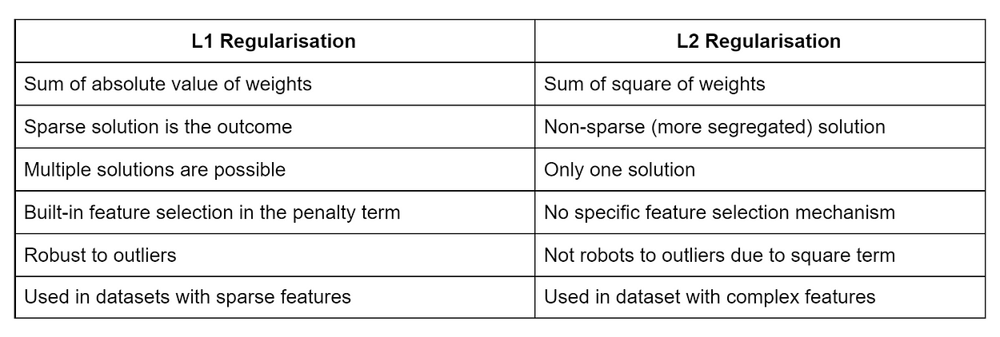 L1 Regularisation
L2 Regularisation
Sum of absolute value of weights
Sum of square of weights
Sparse solution is the outcome
Non-sparse (more segregated) solution
Multiple solutions are possible
Only one solution
Built-in feature selection in the penalty term
No specific feature selection mechanism
Robust to outliers
Not robots to outliers due to square term
Used in datasets with sparse features
Used in dataset with complex features